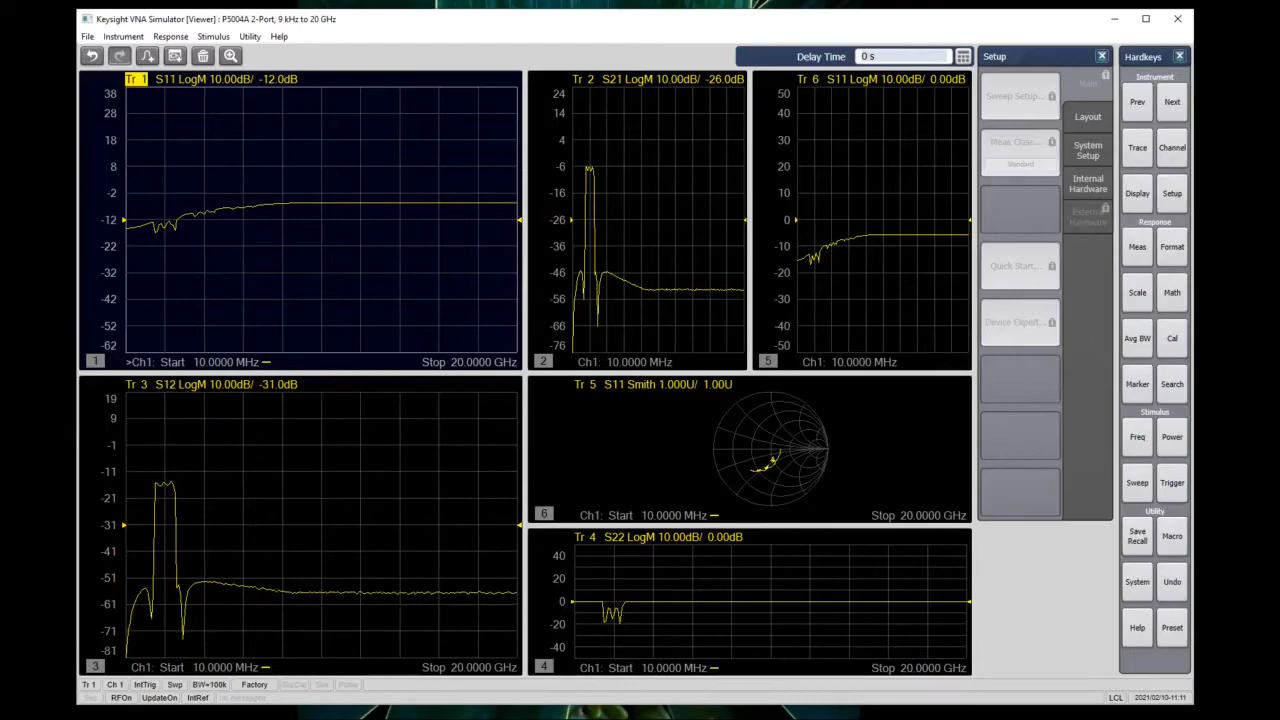 Keysight VNA Simulator [Viewer] : P5004A 2-Port, 9 kHz to 20 GHz
File Instrument Response Stimulus Utility Help
Delay Time 0 s
Tr 1 S11 LogM 10.00dB/ -12.0dB
38
28
18
8
-2
-12
-22
-32
-42
-52
-62
1 >Ch1: Start 10.0000 MHz Stop 20.0000 GHz
Tr 2 S21 LogM 10.00dB/ -26.0dB
24
14
4
-6
-16
-26
-36
-46
-56
-66
-76
2 Ch1: 10.0000 MHz
Tr 6 S11 LogM 10.00dB/ 0.00dB
50
40
30
20
10
0
-10
-20
-30
-40
-50
5 Ch1: 10.0000 MHz
Tr 3 S12 LogM 10.00dB/ -31.0dB
19
9
-1
-11
-21
-31
-41
-51
-61
-71
-81
3 Ch1: Start 10.0000 MHz Stop 20.0000 GHz
Tr 5 S11 Smith 1.000U/ 1.00U
6 Ch1: Start 10.0000 MHz Stop 20.0000 GHz
Tr 4 S22 LogM 10.00dB/ 0.00dB
40
20
0
-20
-40
4 Ch1: Start 10.0000 MHz Stop 20.0000 GHz
Setup
Sweep Setup...
Meas Class...
Standard
Quick Start...
Device Expert...
Main
Layout
System
Setup
Internal
Hardware
External
Hardware
Hardkeys
Instrument
Prev Next
Trace Channel
Display Setup
Response
Meas Format
Scale Math
Avg BW Cal
Marker Search
Stimulus
Freq Power
Sweep Trigger
Utility
Save
Recall Macro
System Undo
Help Preset
Tr 1 Ch 1 IntTrig Swp BW=100k Factory SrcCal Sim Pulse
RFOn UpdateOn IntRef no messages LCL 2021/02/10-11:11